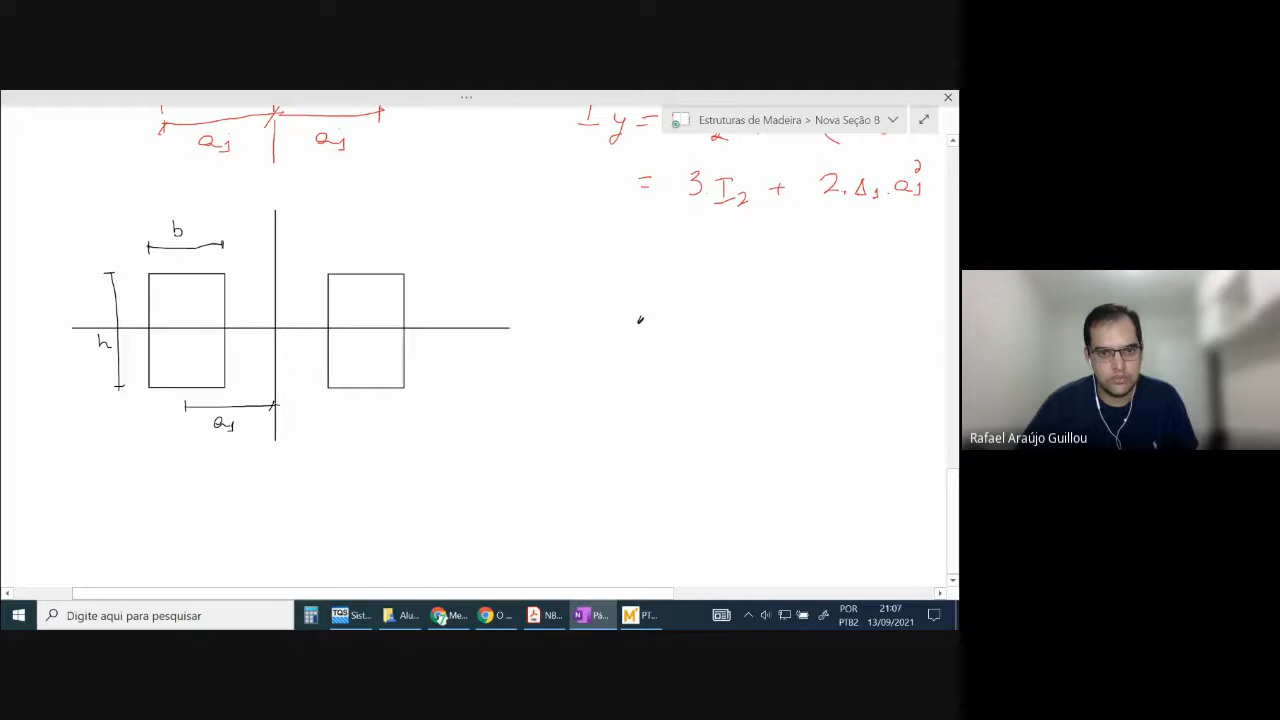 ...
Estruturas de Madeira > Nova Seção 8
a₁ a₁
I y =
= 3.I₂ + 2.A₁.a₁²
b
h
a₁
Rafael Araújo Guillou
Digite aqui para pesquisar
TQS
Sist...
Alu...
Me...
O ...
NB...
Pá...
PT...
POR
PTB2
21:07
13/09/2021